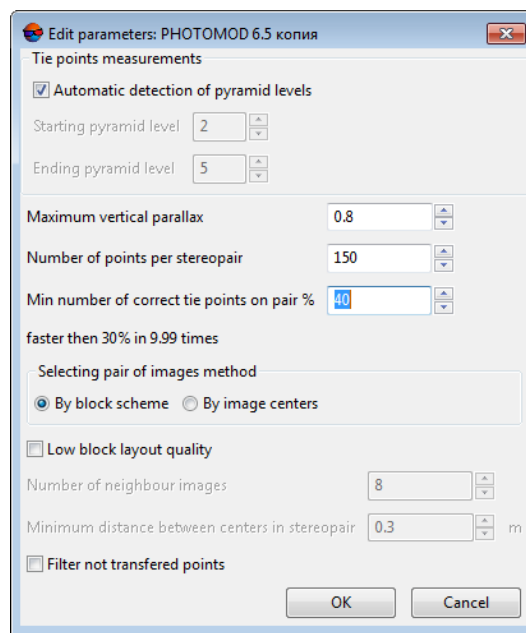 Edit parameters: PHOTOMOD 6.5 копия
Tie points measurements
Automatic detection of pyramid levels
Starting pyramid level 2
Ending pyramid level 5
Maximum vertical parallax 0.8
Number of points per stereopair 150
Min number of correct tie points on pair % 40
faster then 30% in 9.99 times
Selecting pair of images method
By block scheme By image centers
Low block layout quality
Number of neighbour images 8
Minimum distance between centers in stereopair 0.3 m
Filter not transfered points
OK Cancel